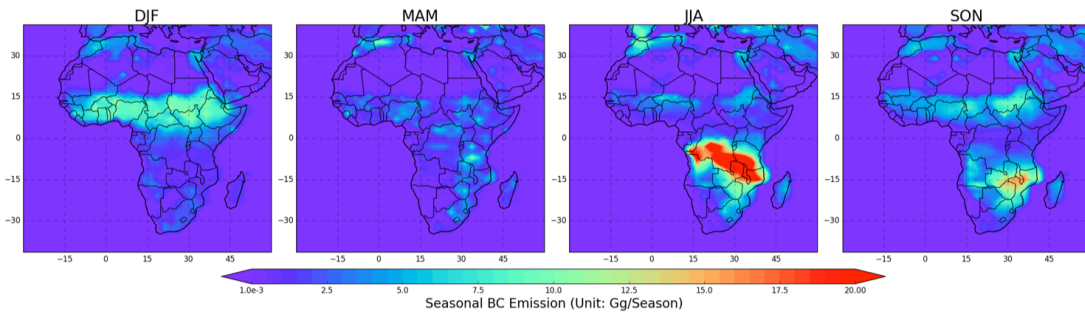 DJF MAM JJA SON
30 30 30 30
15 15 15 15
0 0 0 0
−15 −15 −15 −15
−30 −30 −30 −30
−15 0 15 30 45 −15 0 15 30 45 −15 0 15 30 45 −15 0 15 30 45
1.0e-3 2.5 5.0 7.5 10.0 12.5 15.0 17.5 20.0
Seasonal BC Emission (Unit: Gg/Season)